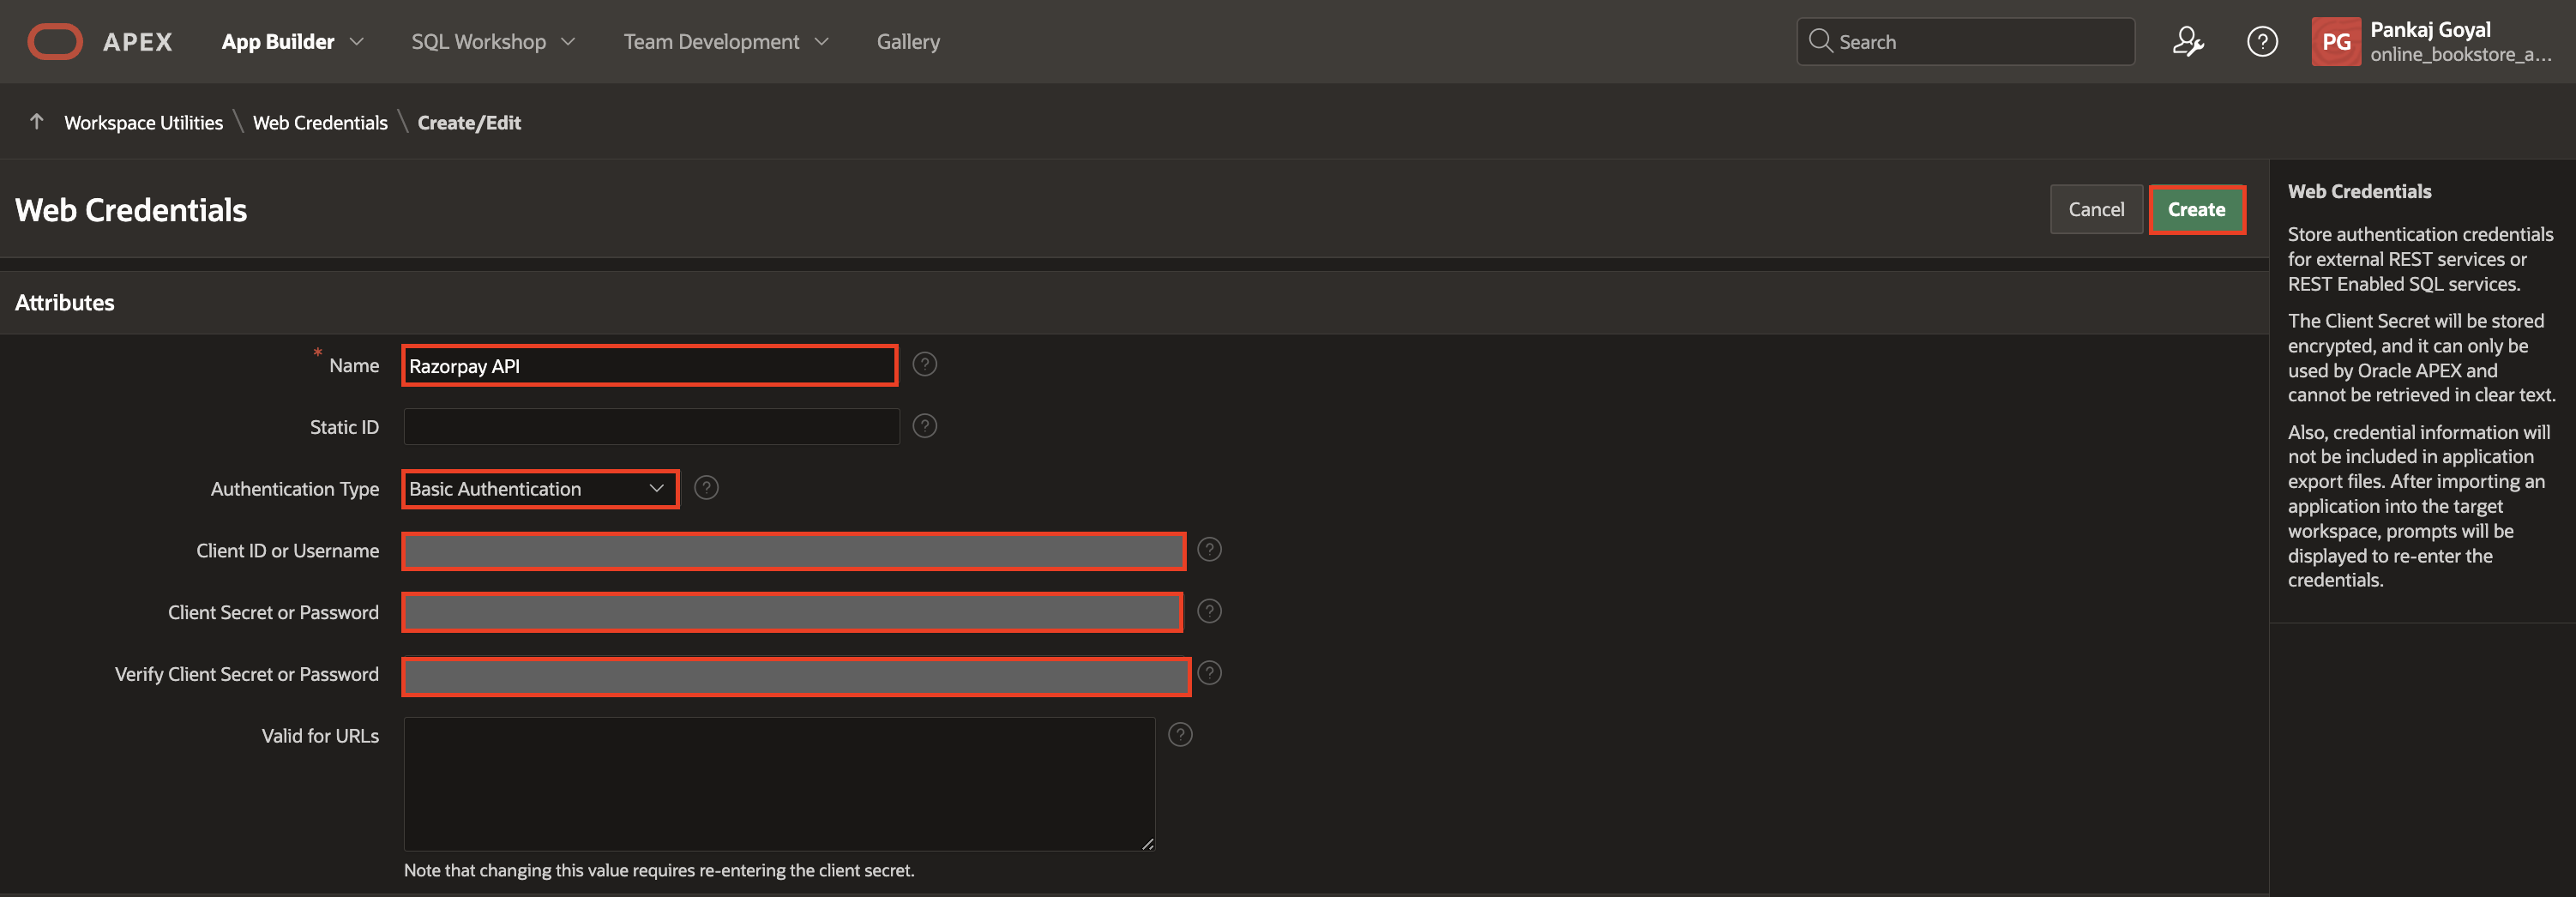 APEX App Builder SQL Workshop Team Development Gallery Search Pankaj Goyal
PG online_bookstore_a...
Workspace Utilities \ Web Credentials \ Create/Edit
Web Credentials
Cancel Create
Attributes
* Name Razorpay API
Static ID
Authentication Type Basic Authentication
Client ID or Username
Client Secret or Password
Verify Client Secret or Password
Valid for URLs
Note that changing this value requires re-entering the client secret.
Web Credentials
Store authentication credentials
for external REST services or
REST Enabled SQL services.
The Client Secret will be stored
encrypted, and it can only be
used by Oracle APEX and
cannot be retrieved in clear text.
Also, credential information will
not be included in application
export files. After importing an
application into the target
workspace, prompts will be
displayed to re-enter the
credentials.